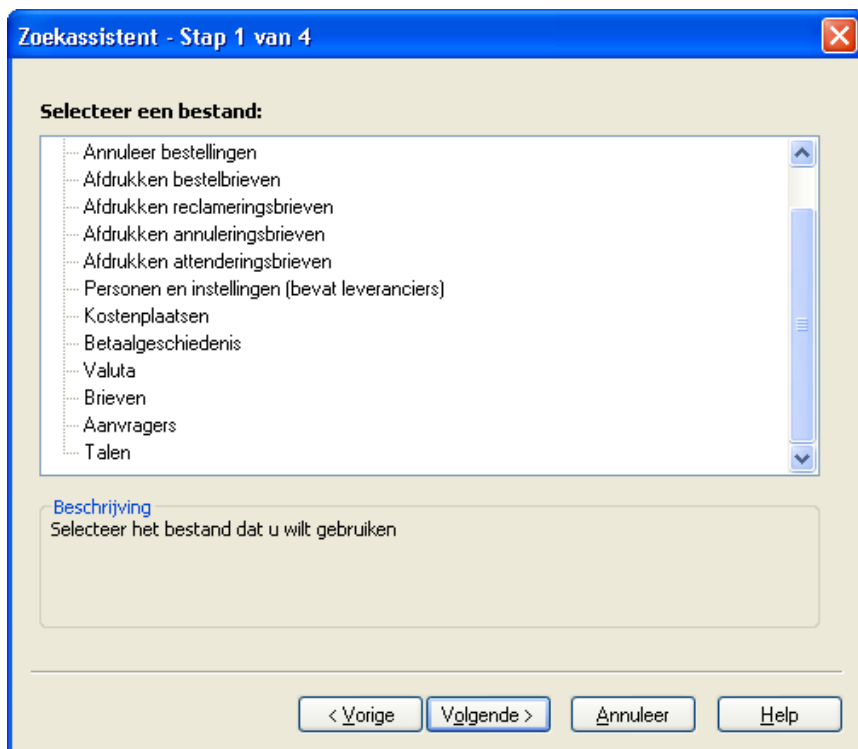 Zoekassistent - Stap 1 van 4
Selecteer een bestand:
Annuleer bestellingen
Afdrukken bestelbrieven
Afdrukken reclameringsbrieven
Afdrukken annuleringsbrieven
Afdrukken attenderingsbrieven
Personen en instellingen (bevat leveranciers)
Kostenplaatsen
Betaalgeschiedenis
Valuta
Brieven
Aanvragers
Talen
Beschrijving
Selecteer het bestand dat u wilt gebruiken
< Vorige Volgende > Annuleer Help